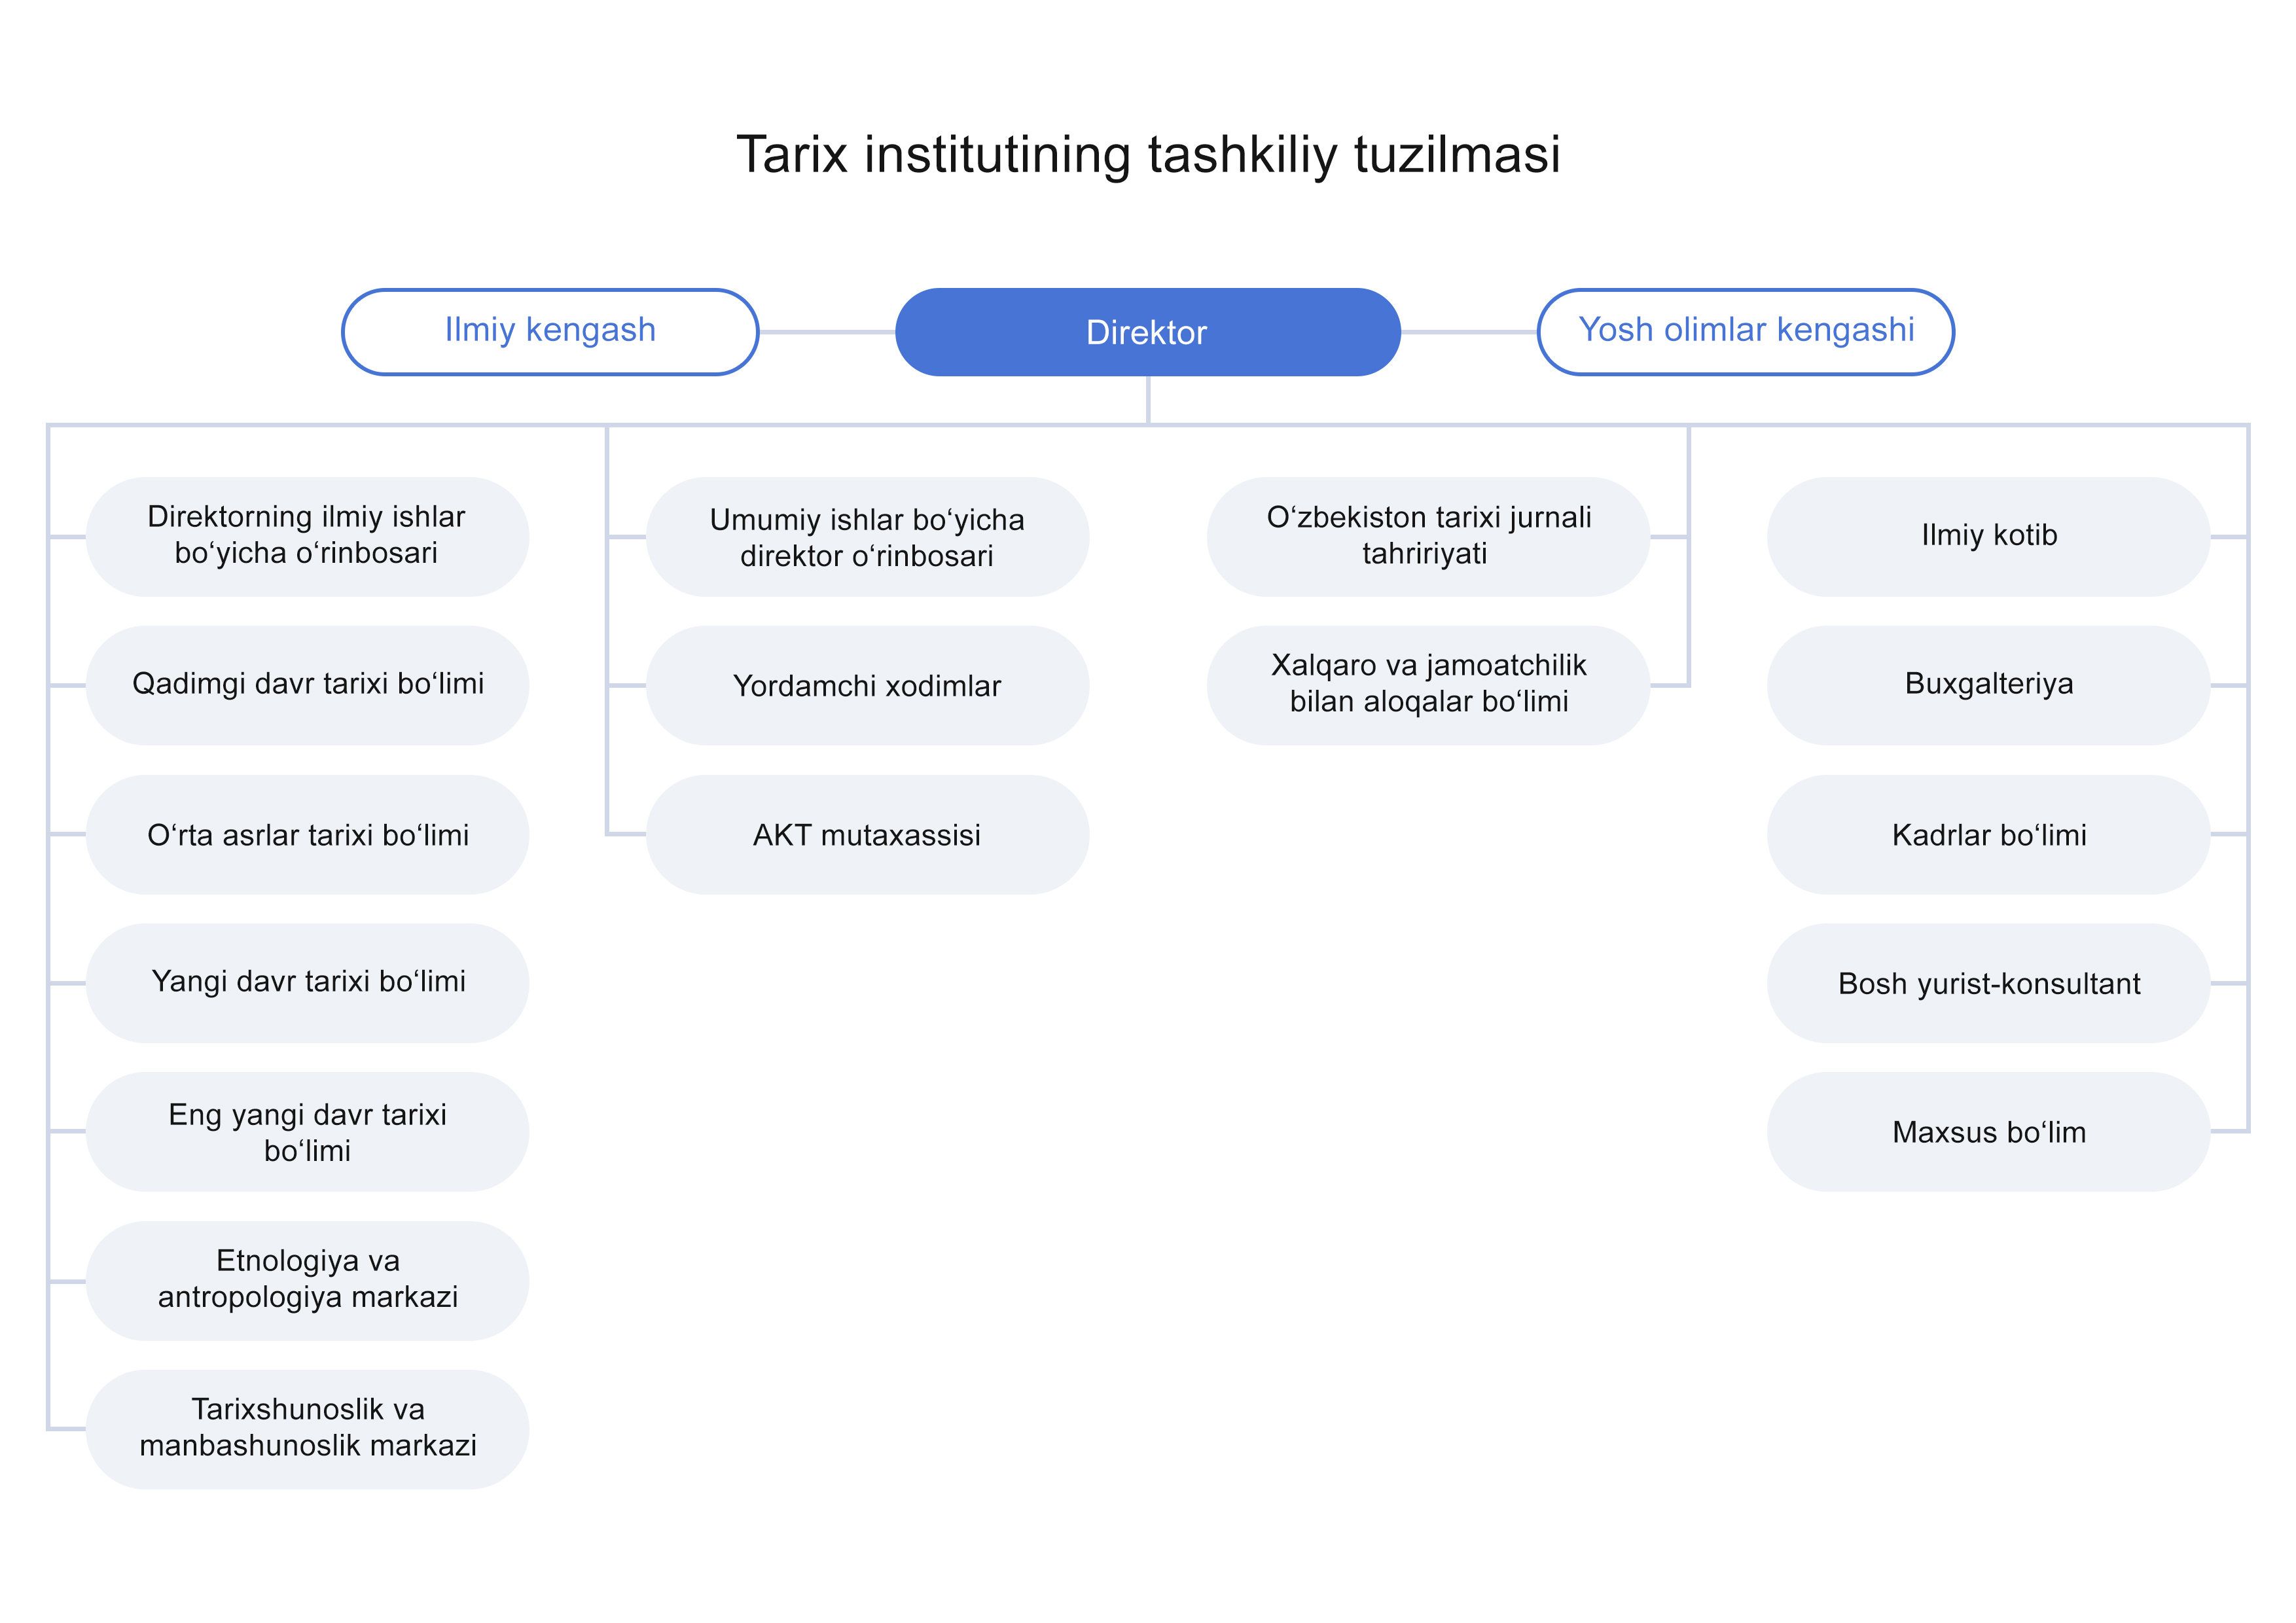 Tarix institutining tashkiliy tuzilmasi
Ilmiy kengash
Direktor
Yosh olimlar kengashi
Direktorning ilmiy ishlar
bo‘yicha o‘rinbosari
Qadimgi davr tarixi bo‘limi
O‘rta asrlar tarixi bo‘limi
Yangi davr tarixi bo‘limi
Eng yangi davr tarixi
bo‘limi
Etnologiya va
antropologiya markazi
Tarixshunoslik va
manbashunoslik markazi
Umumiy ishlar bo‘yicha
direktor o‘rinbosari
Yordamchi xodimlar
AKT mutaxassisi
O‘zbekiston tarixi jurnali
tahririyati
Xalqaro va jamoatchilik
bilan aloqalar bo‘limi
Ilmiy kotib
Buxgalteriya
Kadrlar bo‘limi
Bosh yurist-konsultant
Maxsus bo‘lim